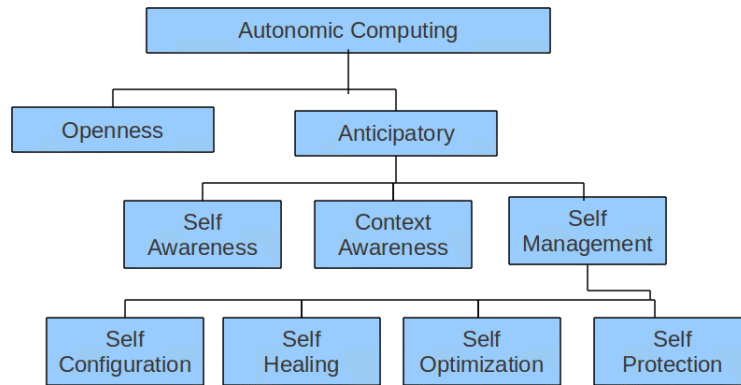 Autonomic Computing
Openness
Anticipatory
Self
Awareness
Context
Awareness
Self
Management
Self
Configuration
Self
Healing
Self
Optimization
Self
Protection